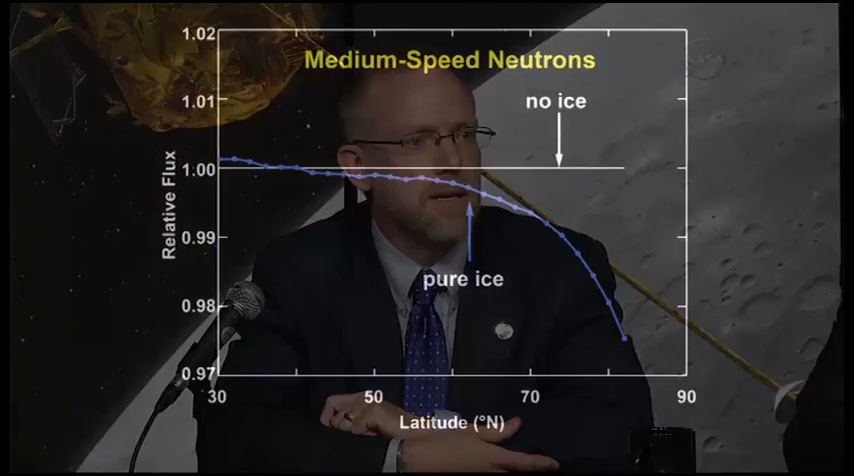 NASA
1.02
Medium-Speed Neutrons
1.01
no ice
1.00
Relative Flux
0.99
pure ice
0.98
0.97
30
50
70
90
Latitude (°N)